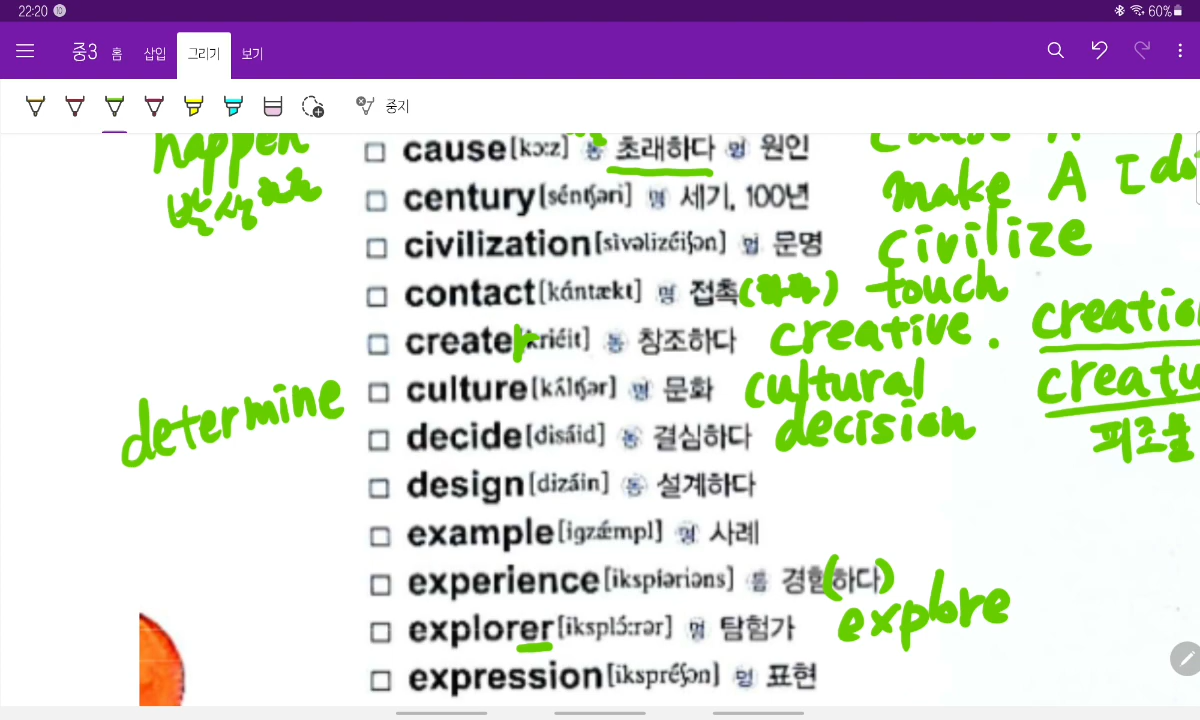 22:20 60%
중3 홈 삽입 그리기 보기
중지
happen
발생하다
cause[kɔːz] 동 초래하다 명 원인
make A [do
century[séntʃəri] 명 세기, 100년
civilization[sìvəlizéiʃən] 명 문명 civilize
contact[kántækt] 명 접촉(하다) touch
creater[kriéit] 동 창조하다 creative. creatio
culture[kʌ́ltʃər] 명 문화 cultural creatu
피조물
determine decide[disáid] 동 결심하다 decision
design[dizáin] 동 설계하다
example[igzǽmpl] 명 사례
experience[ikspíəriəns] 경험(하다)
explorer[iksplɔ́ːrər] 명 탐험가 explore
expression[ikspréʃən] 명 표현